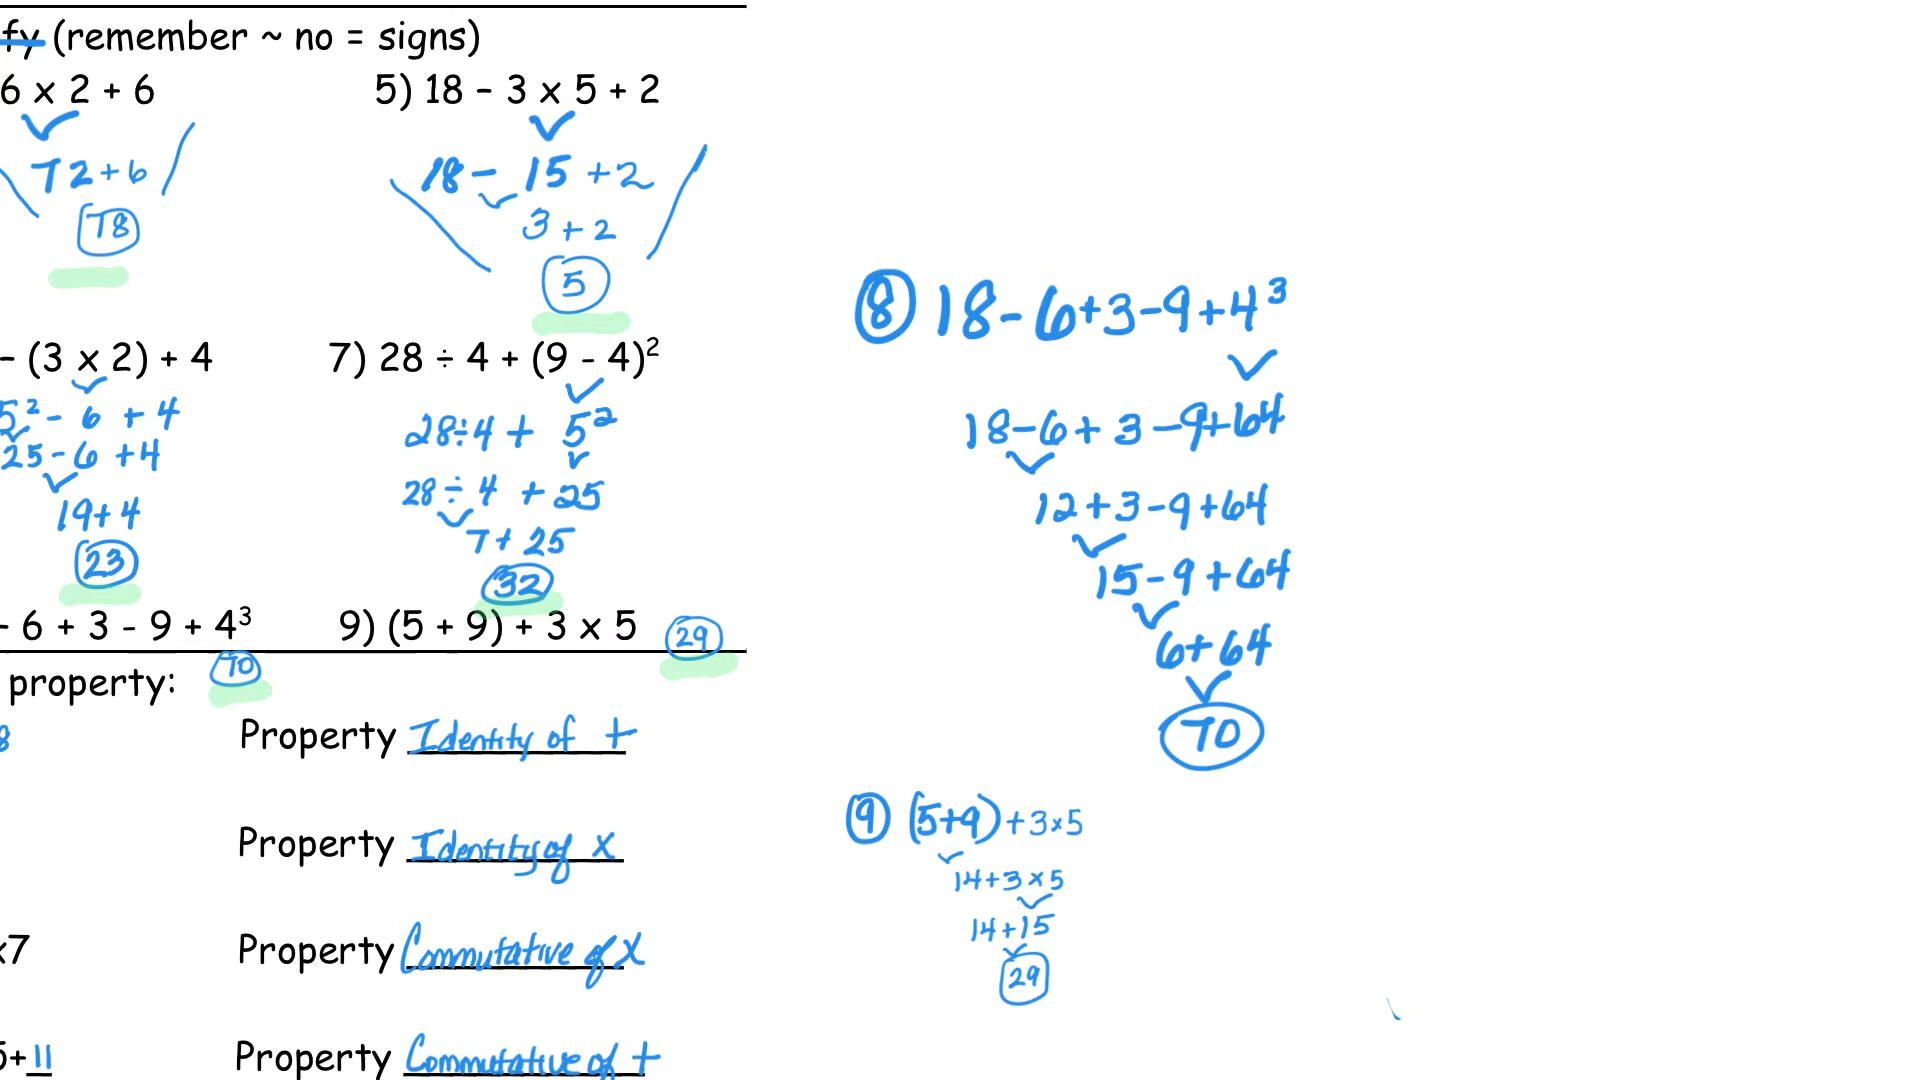 fy (remember ~ no = signs)
6 x 2 + 6
72+6
78
5) 18 - 3 x 5 + 2
18 - 15 + 2
3 + 2
5
- (3 x 2) + 4
5² - 6 + 4
25 - 6 + 4
19+4
23
7) 28 ÷ 4 + (9 - 4)²
28÷4 + 5²
28 ÷ 4 + 25
7 + 25
32
- 6 + 3 - 9 + 4³
70
9) (5 + 9) + 3 x 5
29
property:
8
Property Identity of +
Property Identity of x
x7
Property Commutative of x
5+11
Property Commutative of +
8 18-6+3-9+4³
18-6+3-9+64
12+3-9+64
15-9+64
6+64
70
9 (5+9)+3x5
14+3x5
14+15
29